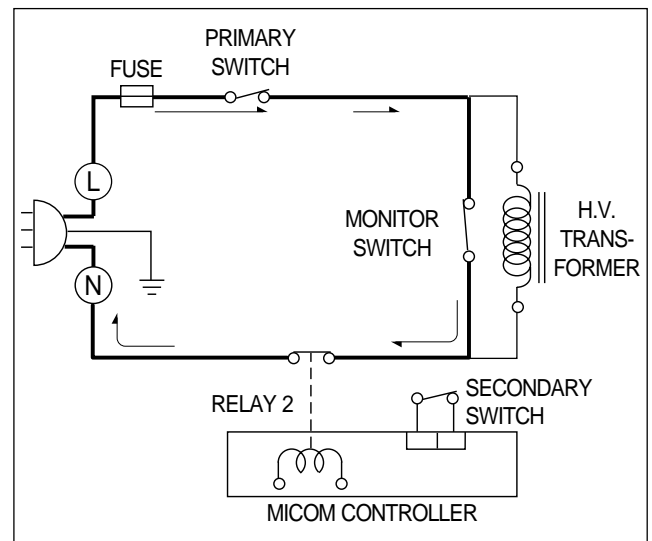 PRIMARY
SWITCH
FUSE
L
MONITOR
SWITCH
H.V.
TRANS-
FORMER
N
RELAY 2
SECONDARY
SWITCH
MICOM CONTROLLER